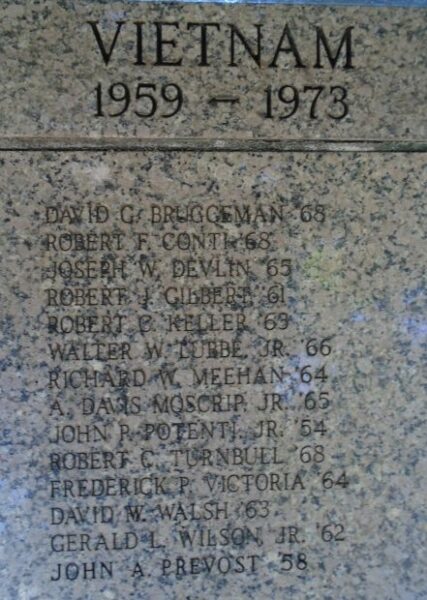 VIETNAM
1959 – 1973
DAVID G. BRUGGEMAN '68
ROBERT F. CONTI '68
JOSEPH W. DEVLIN '65
ROBERT J. GILBERT '61
ROBERT C. KELLER '69
WALTER W. LUBBE, JR. '66
RICHARD W. MEEHAN '64
A. DAVIS MOSCRIP, JR. '65
JOHN P. POTENTI, JR. '54
ROBERT C. TURNBULL '68
FREDERICK P. VICTORIA '64
DAVID W. WALSH '63
GERALD L. WILSON, JR. '62
JOHN A. PREVOST '58